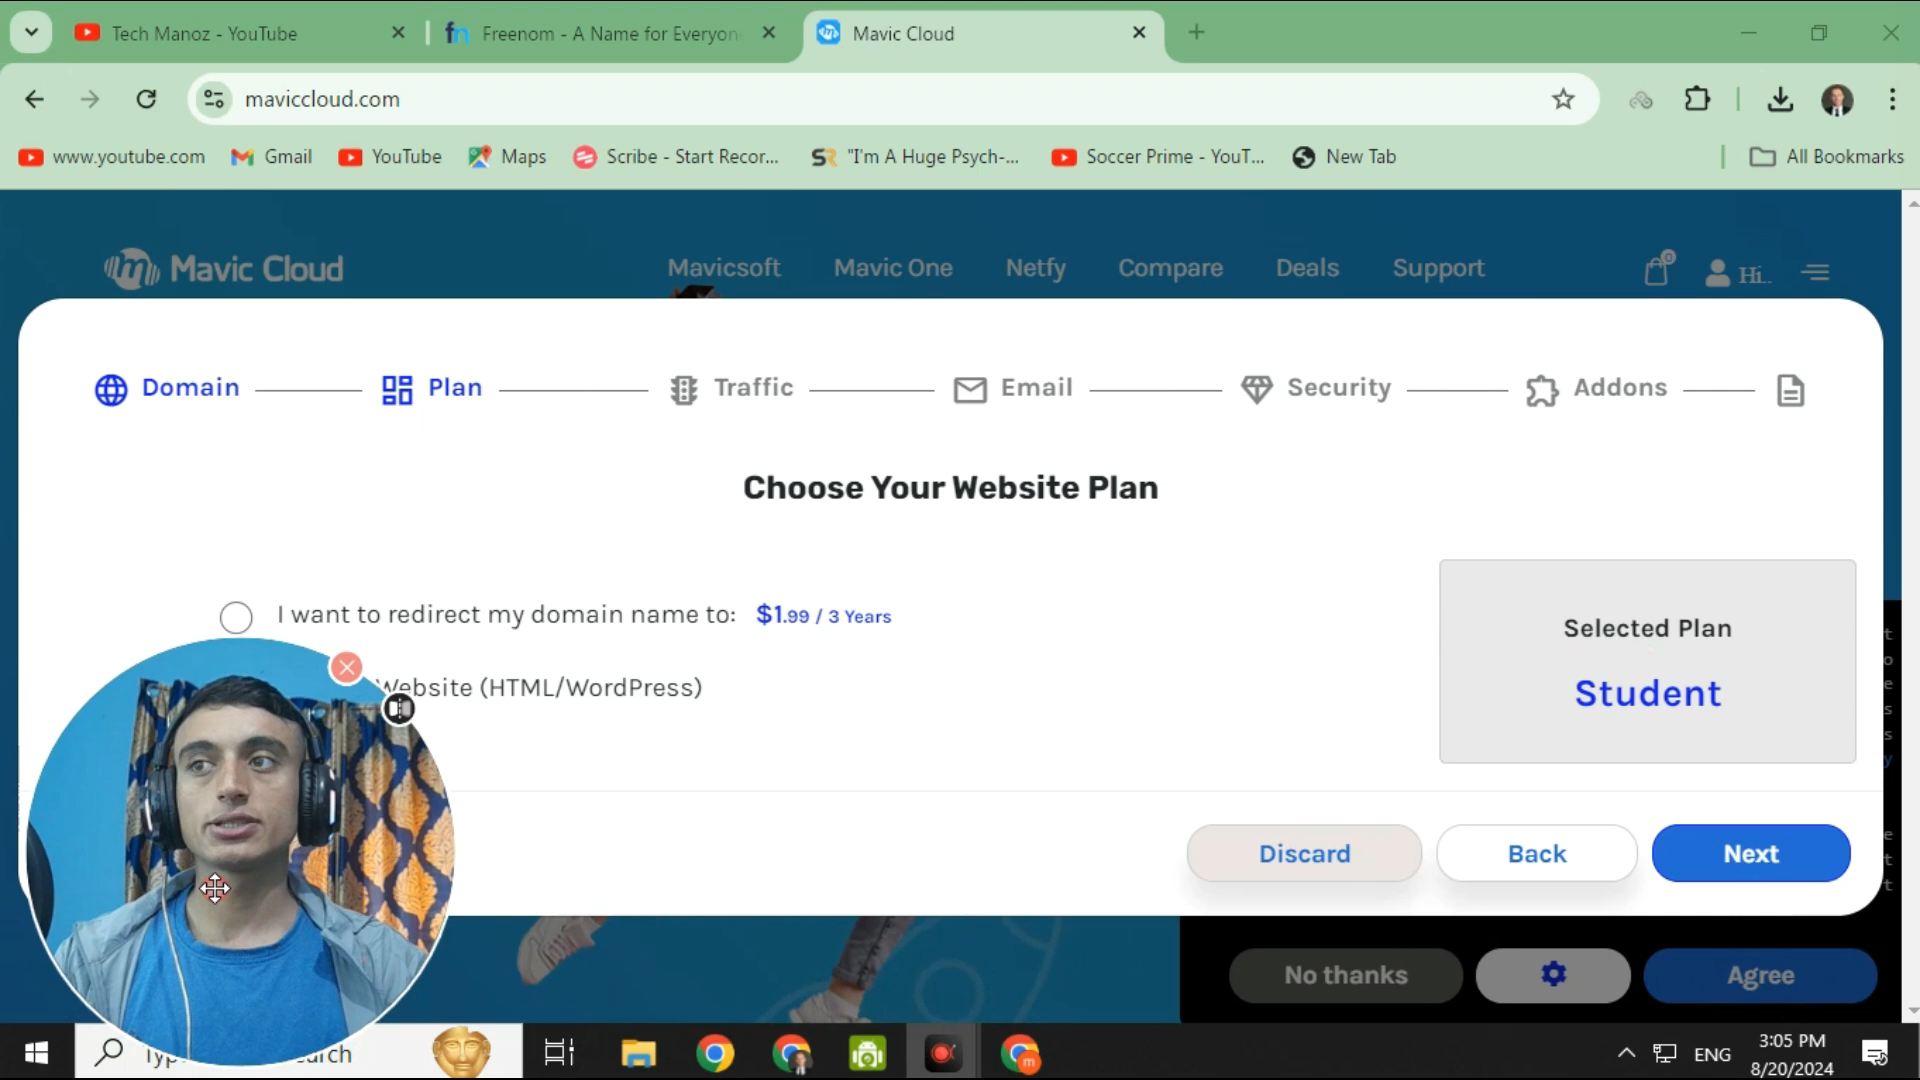 Tech Manoz - YouTube
Freenom - A Name for Everyon
Mavic Cloud
maviccloud.com
www.youtube.com
Gmail
YouTube
Maps
Scribe - Start Recor...
"I'm A Huge Psych-...
Soccer Prime - YouT...
New Tab
All Bookmarks
Mavic Cloud
Mavicsoft
Mavic One
Netfy
Compare
Deals
Support
0
Hi..
Domain
Plan
Traffic
Email
Security
Addons
Choose Your Website Plan
I want to redirect my domain name to: $1.99 / 3 Years
Website (HTML/WordPress)
Selected Plan
Student
Discard
Back
Next
No thanks
Agree
ENG
3:05 PM
8/20/2024